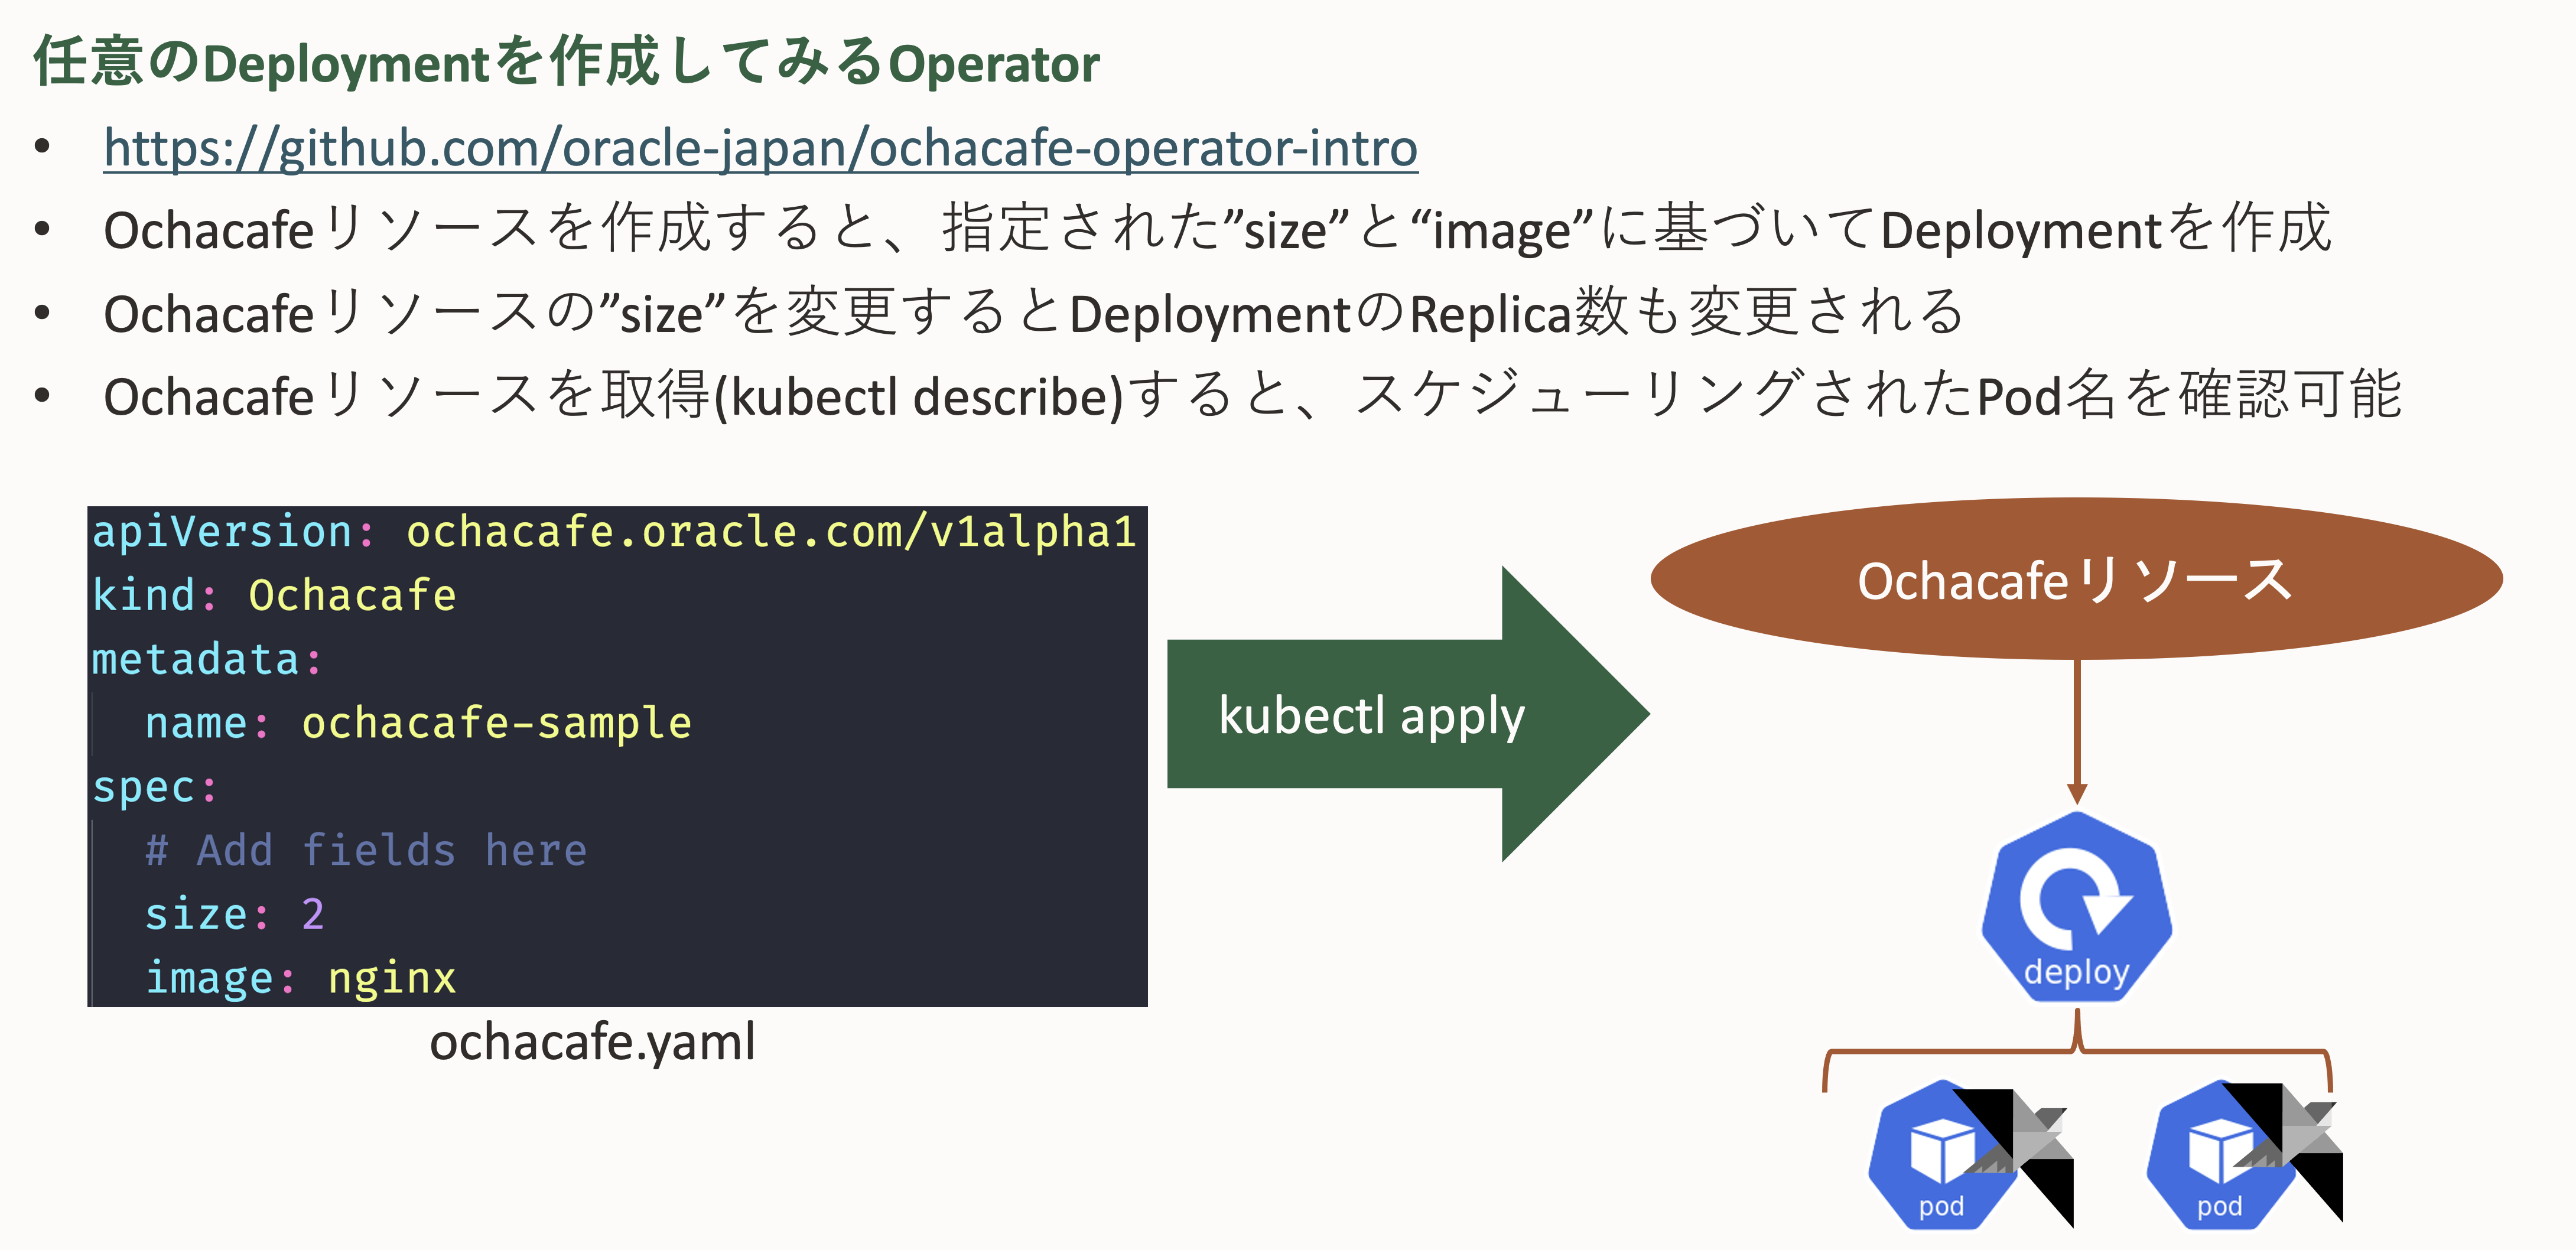 任意のDeploymentを作成してみるOperator
• https://github.com/oracle-japan/ochacafe-operator-intro
• Ochacafeリソースを作成すると、指定された”size”と“image”に基づいてDeploymentを作成
• Ochacafeリソースの”size”を変更するとDeploymentのReplica数も変更される
• Ochacafeリソースを取得(kubectl describe)すると、スケジューリングされたPod名を確認可能
apiVersion: ochacafe.oracle.com/v1alpha1
kind: Ochacafe
metadata:
  name: ochacafe-sample
spec:
  # Add fields here
  size: 2
  image: nginx
ochacafe.yaml
kubectl apply
Ochacafeリソース
deploy
pod
pod